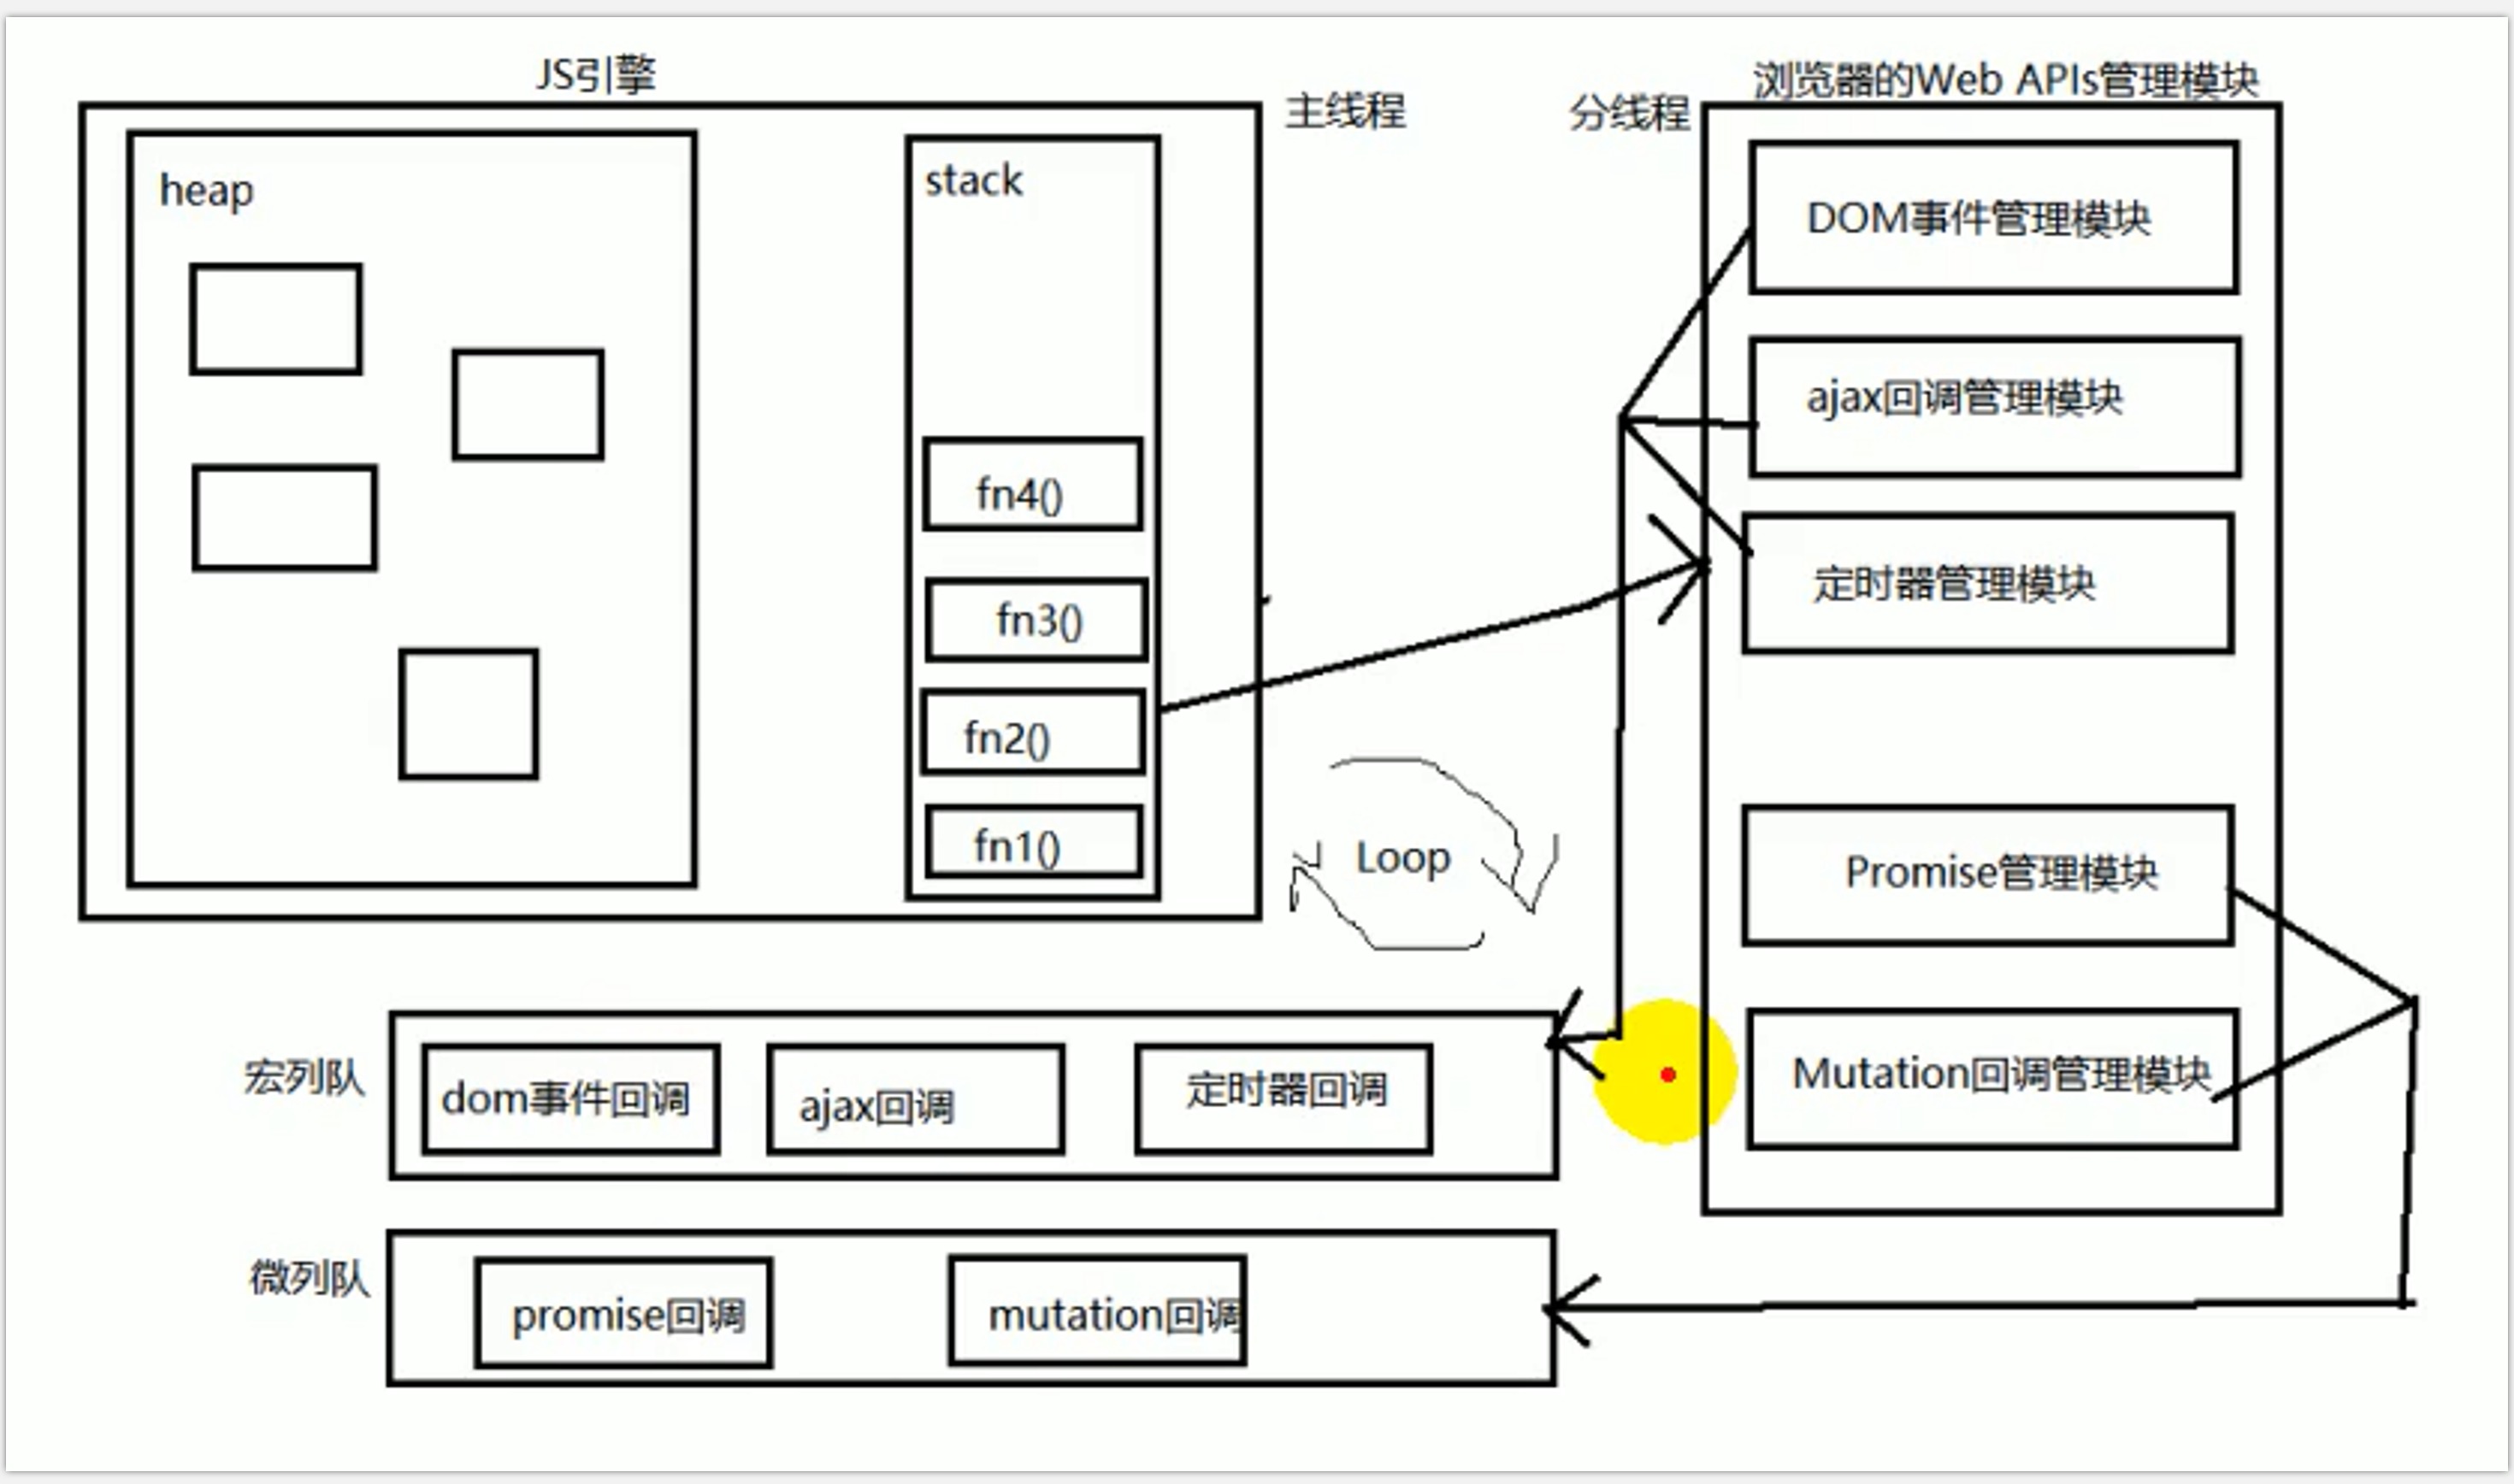 JS引擎
主线程
分线程
浏览器的Web APIs管理模块
heap
stack
fn4()
fn3()
fn2()
fn1()
DOM事件管理模块
ajax回调管理模块
定时器管理模块
Promise管理模块
Mutation回调管理模块
Loop
宏列队
dom事件回调
ajax回调
定时器回调
微列队
promise回调
mutation回调